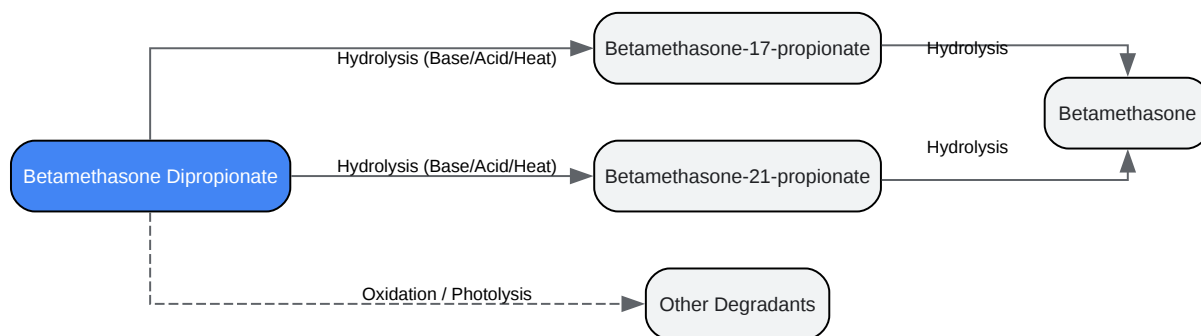 Betamethasone-17-propionate
Hydrolysis (Base/Acid/Heat)
Hydrolysis
Betamethasone
Betamethasone Dipropionate
Hydrolysis (Base/Acid/Heat)
Betamethasone-21-propionate
Hydrolysis
Oxidation / Photolysis
Other Degradants